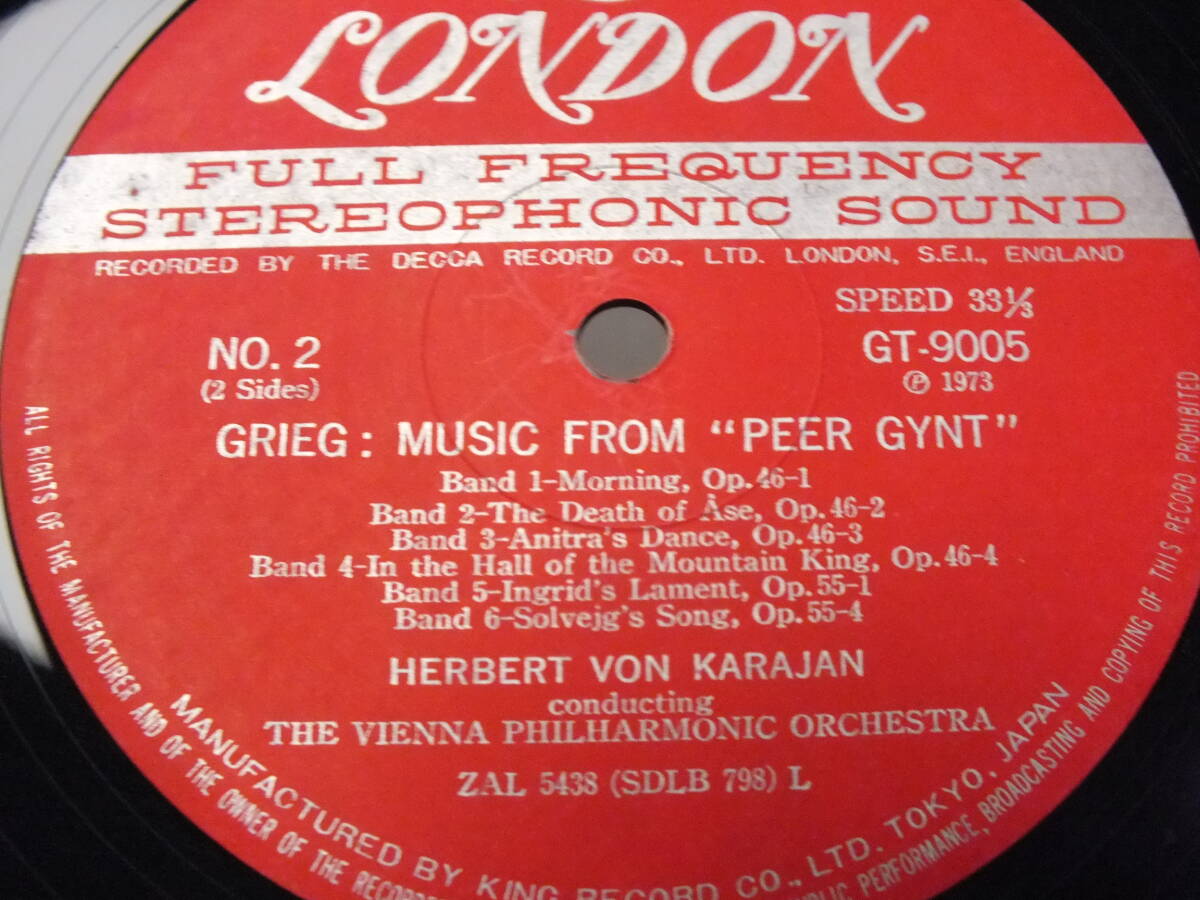 LONDON
FULL FREQUENCY
STEREOPHONIC SOUND
RECORDED BY THE DECCA RECORD CO., LTD. LONDON, S.E.I., ENGLAND
SPEED 33⅓
NO. 2
GT-9005
(2 Sides)
℗ 1973
GRIEG : MUSIC FROM "PEER GYNT"
Band 1-Morning, Op. 46-1
Band 2-The Death of Åse, Op. 46-2
Band 3-Anitra's Dance, Op. 46-3
Band 4-In the Hall of the Mountain King, Op. 46-4
Band 5-Ingrid's Lament, Op. 55-1
Band 6-Solvejg's Song, Op. 55-4
HERBERT VON KARAJAN
conducting
THE VIENNA PHILHARMONIC ORCHESTRA
ZAL 5438 (SDLB 798) L
MANUFACTURED BY KING RECORD CO., LTD. TOKYO, JAPAN
ALL RIGHTS OF THE MANUFACTURER AND OF THE OWNER OF THE PERFORMANCE, BROADCASTING AND COPYING OF THIS RECORD PROHIBITED